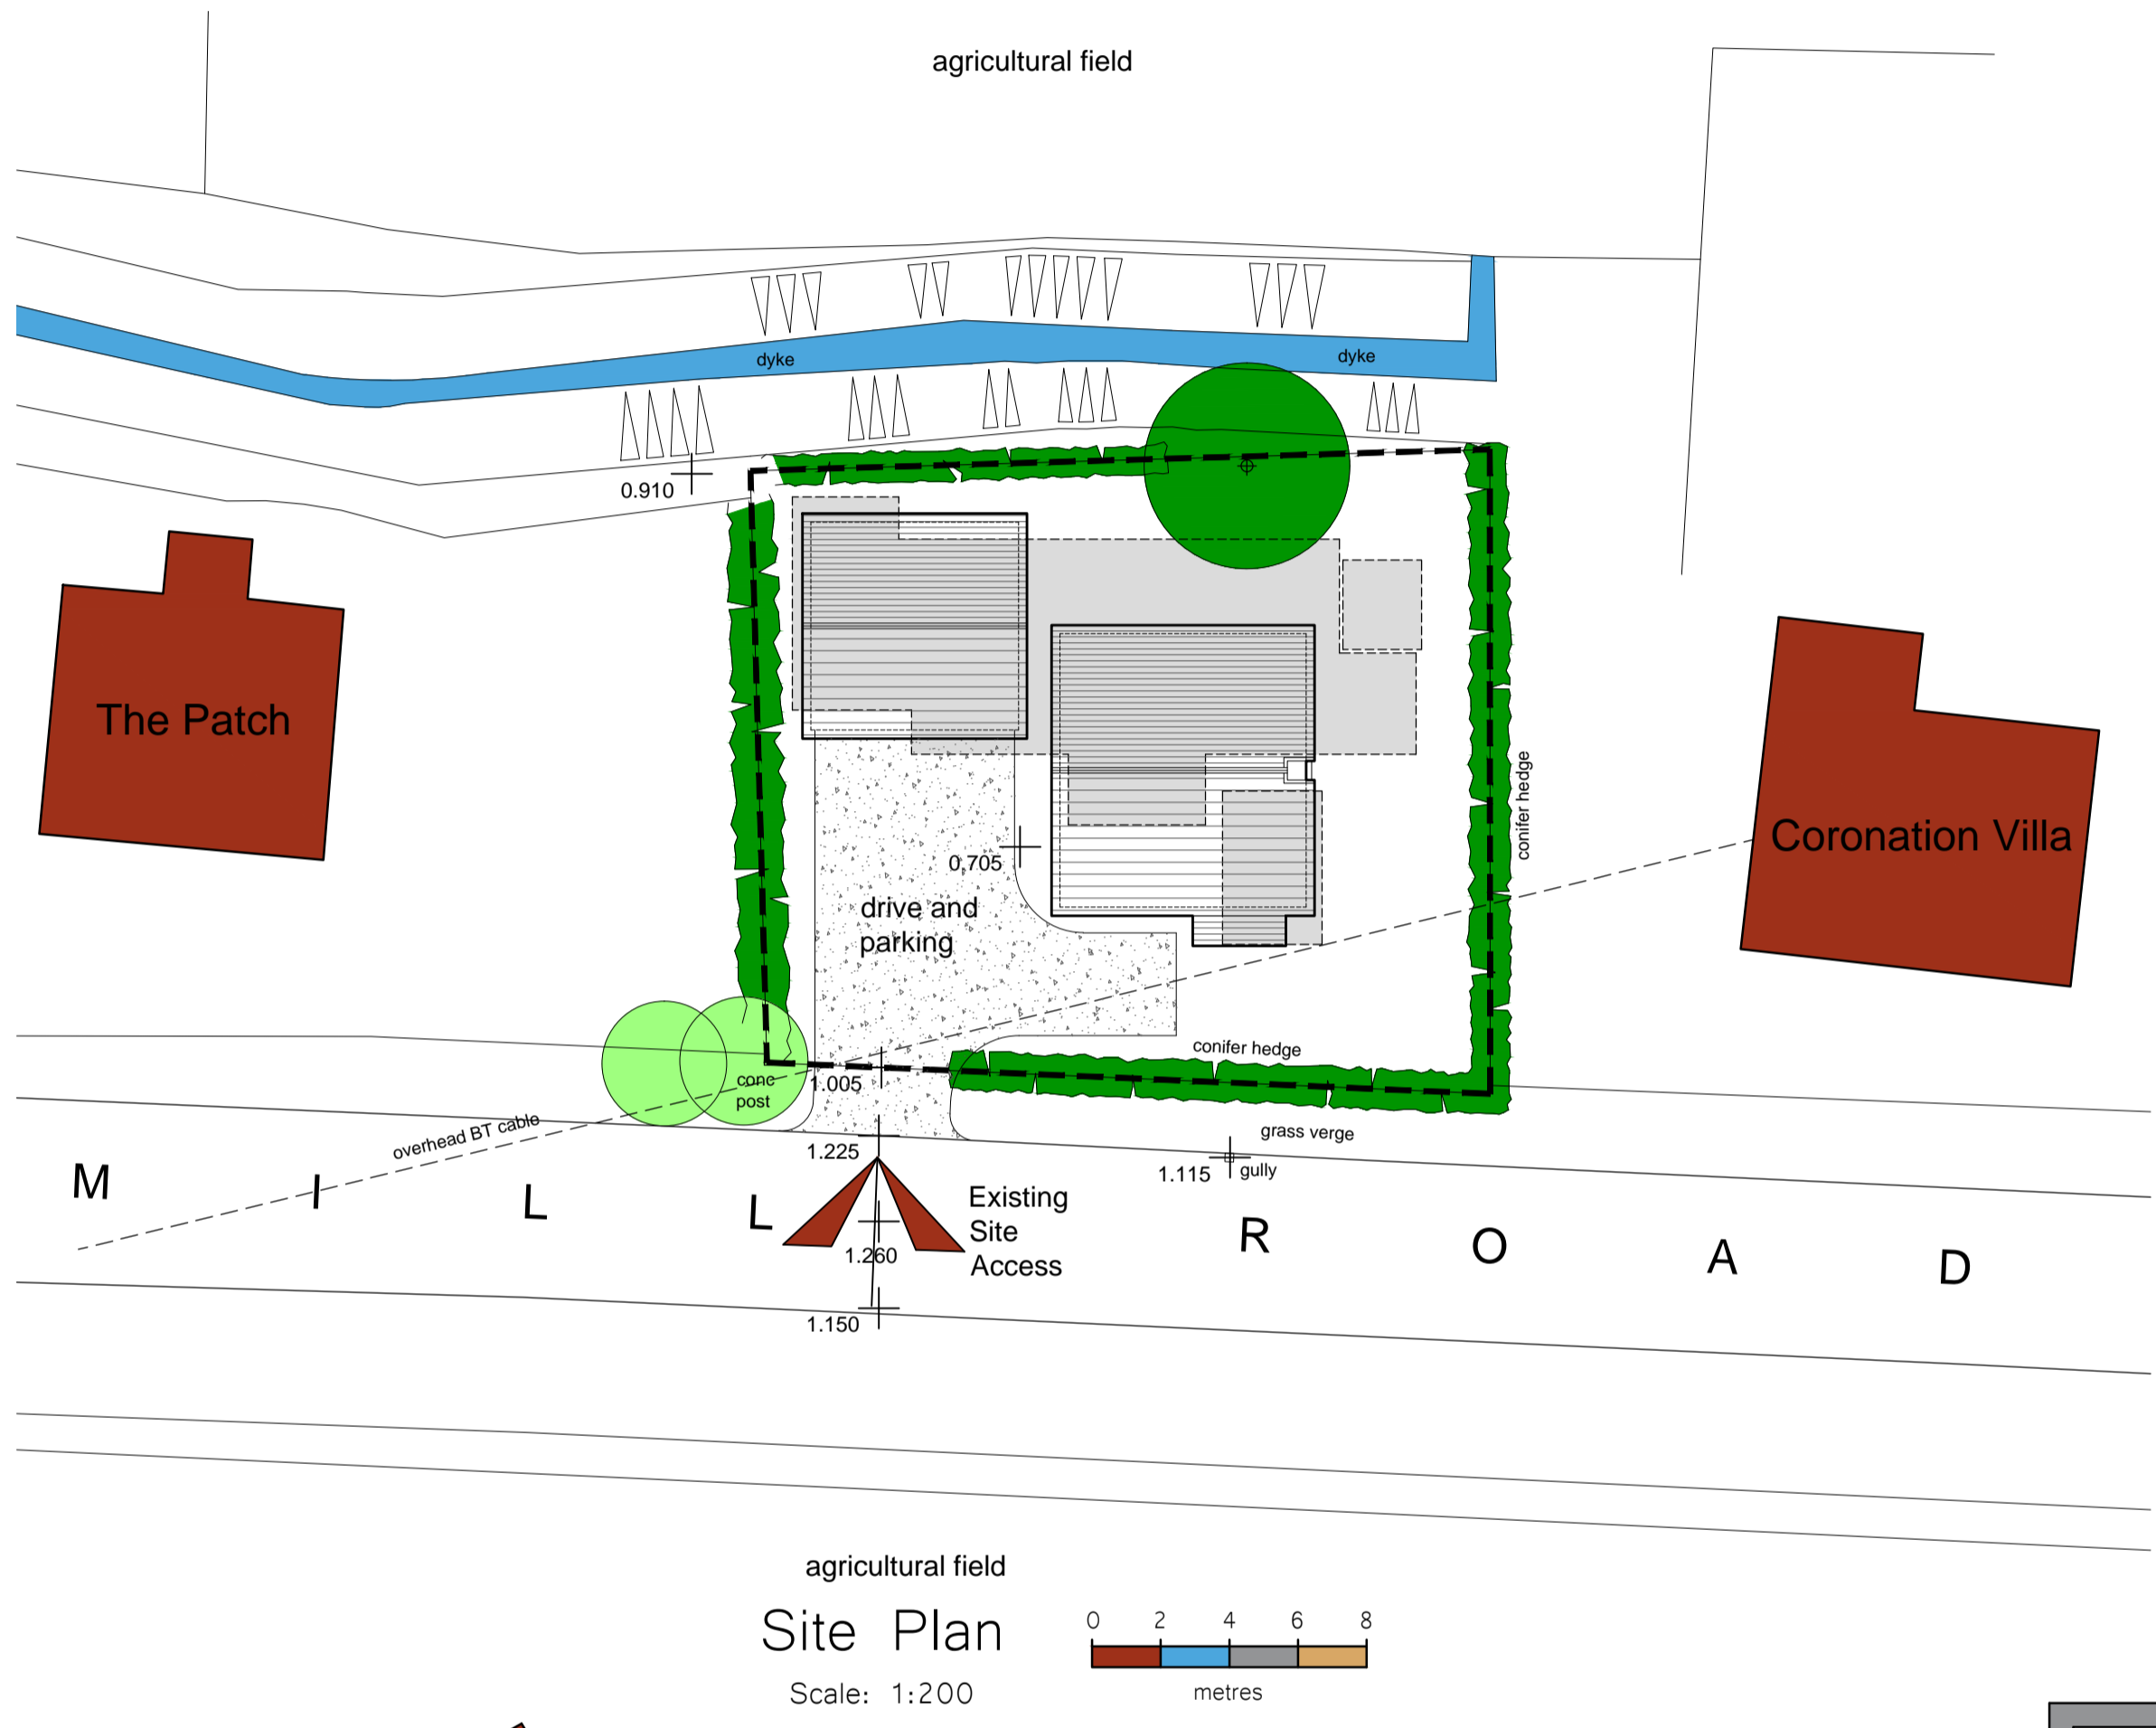 agricultural field
dyke
dyke
0.910
The Patch
Coronation Villa
conifer hedge
0.705
drive and
parking
conifer hedge
conc
post
1.005
overhead BT cable
grass verge
1.225
1.115
gully
M I L L R O A D
Existing
Site
Access
1.260
1.150
agricultural field
Site Plan
0 2 4 6 8
metres
Scale: 1:200